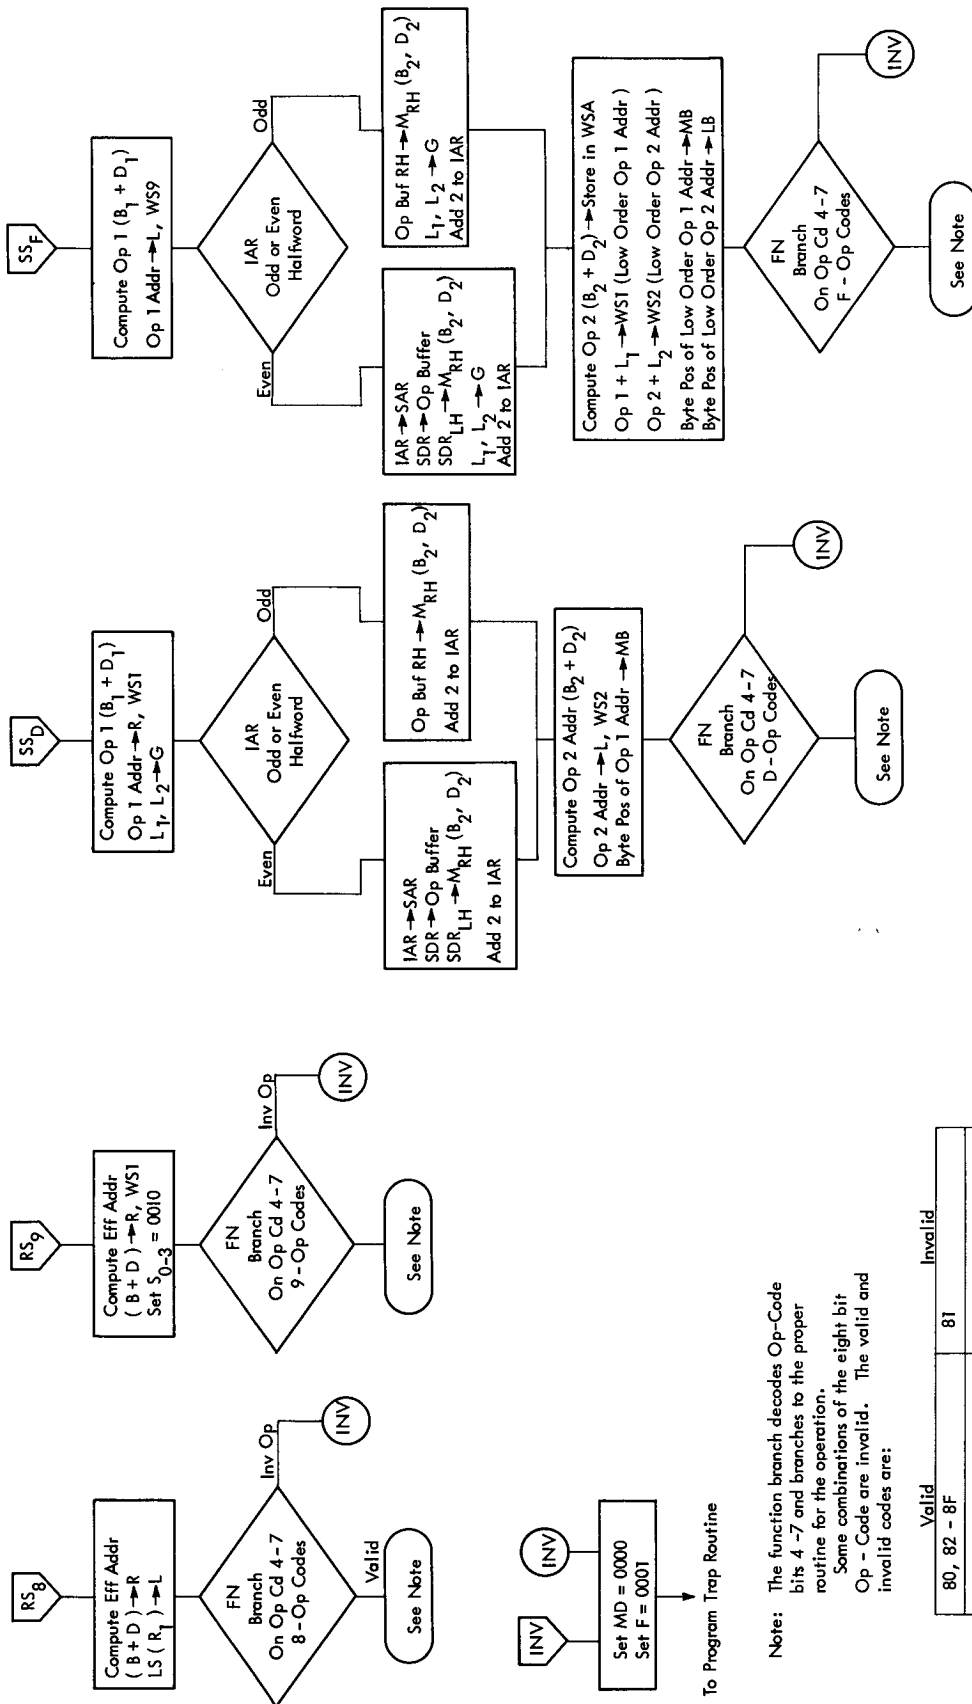 RS8
Compute Eff Addr
( B + D ) → R
LS ( R1 ) → L
FN
Branch
On Op Cd 4 - 7
8 - Op Codes
Inv Op
INV
Valid
See Note
RS9
Compute Eff Addr
( B + D ) → R, WS1
Set S0-3 = 0010
FN
Branch
On Op Cd 4 - 7
9 - Op Codes
Inv Op
INV
See Note
SSD
Compute Op 1 (B1 + D1)
Op 1 Addr → R, WS1
L1, L2 → G
IAR
Odd or Even
Halfword
Even
Odd
IAR → SAR
SDR → Op Buffer
SDRLH → MRH (B2, D2)
Add 2 to IAR
Op Buf RH → MRH (B2, D2)
Add 2 to IAR
Compute Op 2 Addr (B2 + D2)
Op 2 Addr → L, WS2
Byte Pos of Op 1 Addr → MB
FN
Branch
On Op Cd 4 - 7
D - Op Codes
INV
See Note
SSF
Compute Op 1 (B1 + D1)
Op 1 Addr → L, WS9
IAR
Odd or Even
Halfword
Even
Odd
IAR → SAR
SDR → Op Buffer
SDRLH → MRH (B2, D2)
L1, L2 → G
Add 2 to IAR
Op Buf RH → MRH (B2, D2)
L1, L2 → G
Add 2 to IAR
Compute Op 2 (B2 + D2) → Store in WSA
Op 1 + L1 → WS1 (Low Order Op 1 Addr )
Op 2 + L2 → WS2 (Low Order Op 2 Addr)
Byte Pos of Low Order Op 1 Addr → MB
Byte Pos of Low Order Op 2 Addr → LB
FN
Branch
On Op Cd 4 - 7
F - Op Codes
INV
See Note
INV
INV
Set MD = 0000
Set F = 0001
To Program Trap Routine
Note: The function branch decodes Op-Code
bits 4 - 7 and branches to the proper
routine for the operation.
Some combinations of the eight bit
Op - Code are invalid. The valid and
invalid codes are:
Valid Invalid
80, 82 - 8F 81